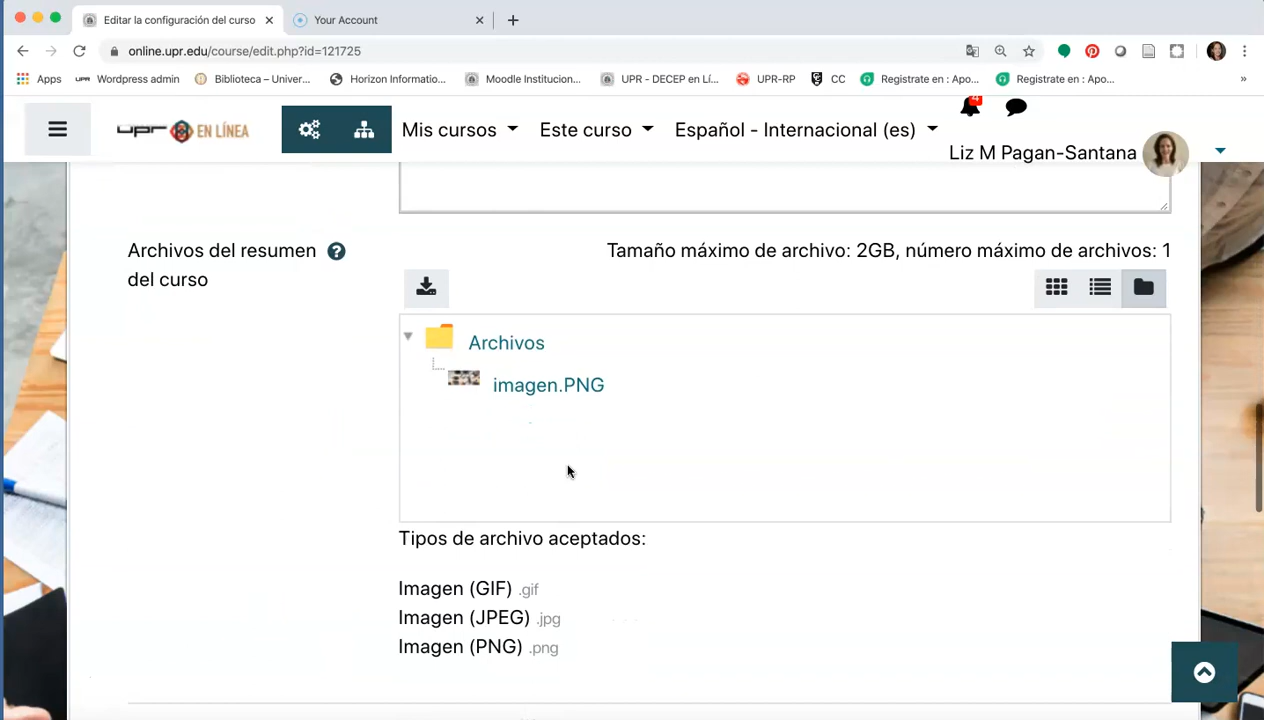 Editar la configuración del curso
Your Account
online.upr.edu/course/edit.php?id=121725
Apps
UPR Wordpress admin
Biblioteca – Univer...
Horizon Informatio...
Moodle Institucion...
UPR - DECEP en Lí...
UPR-RP
CC
Registrate en : Apo...
Registrate en : Apo...
»
upr EN LÍNEA
Mis cursos
Este curso
Español - Internacional (es)
4
Liz M Pagan-Santana
Archivos del resumen
del curso
?
Tamaño máximo de archivo: 2GB, número máximo de archivos: 1
Archivos
imagen.PNG
Tipos de archivo aceptados:
Imagen (GIF) .gif
Imagen (JPEG) .jpg
Imagen (PNG) .png